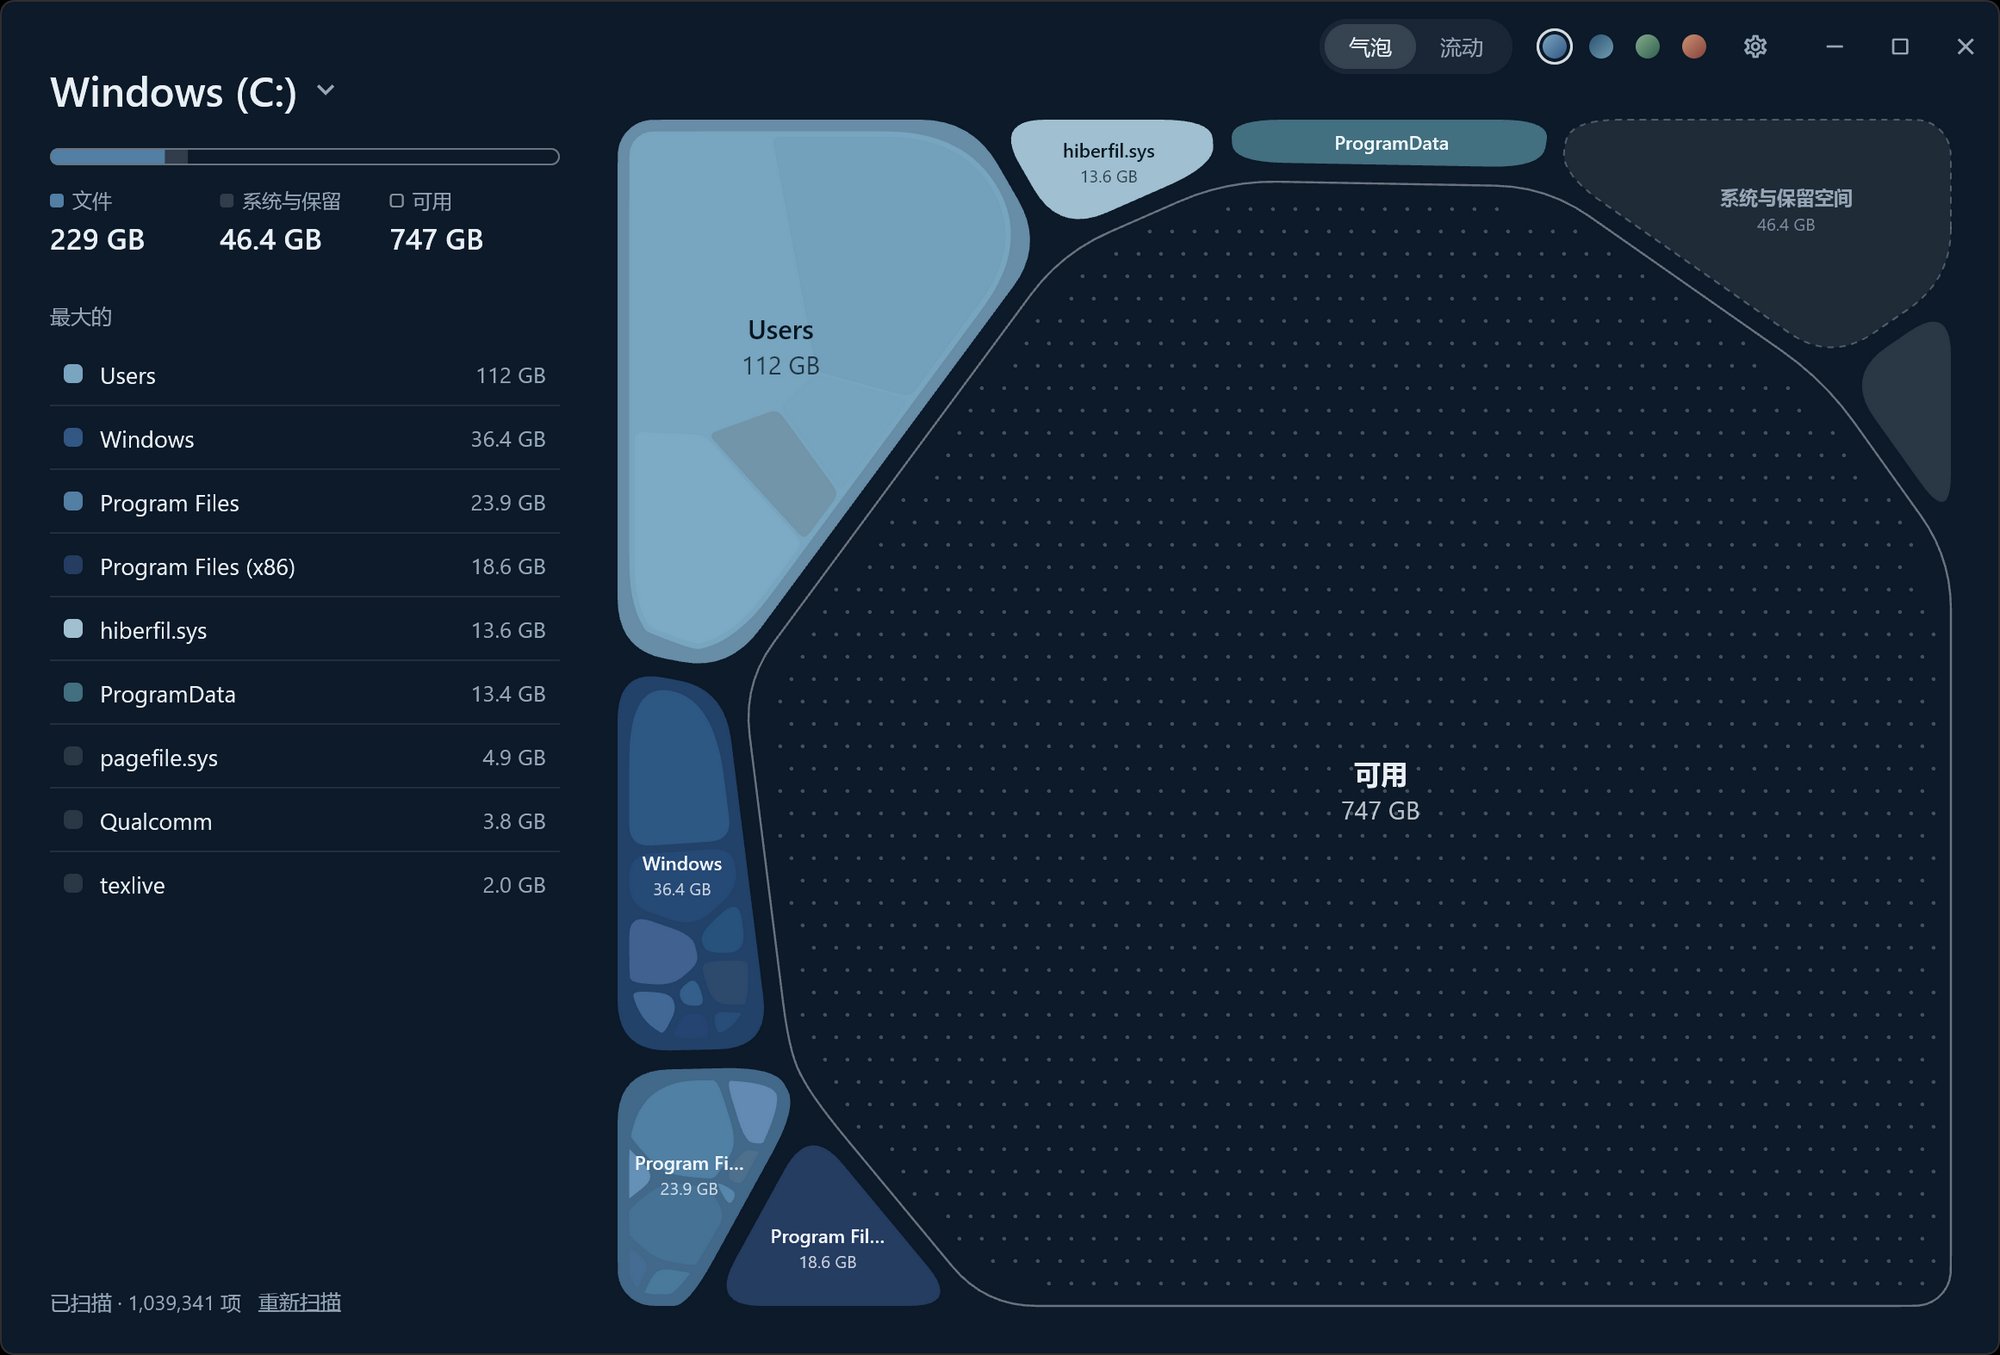 气泡
流动
Windows (C:)
文件
系统与保留
可用
229 GB
46.4 GB
747 GB
最大的
Users
112 GB
Windows
36.4 GB
Program Files
23.9 GB
Program Files (x86)
18.6 GB
hiberfil.sys
13.6 GB
ProgramData
13.4 GB
pagefile.sys
4.9 GB
Qualcomm
3.8 GB
texlive
2.0 GB
已扫描 · 1,039,341 项 重新扫描
hiberfil.sys
13.6 GB
ProgramData
系统与保留空间
46.4 GB
Users
112 GB
可用
747 GB
Windows
36.4 GB
Program Fi...
23.9 GB
Program Fil...
18.6 GB